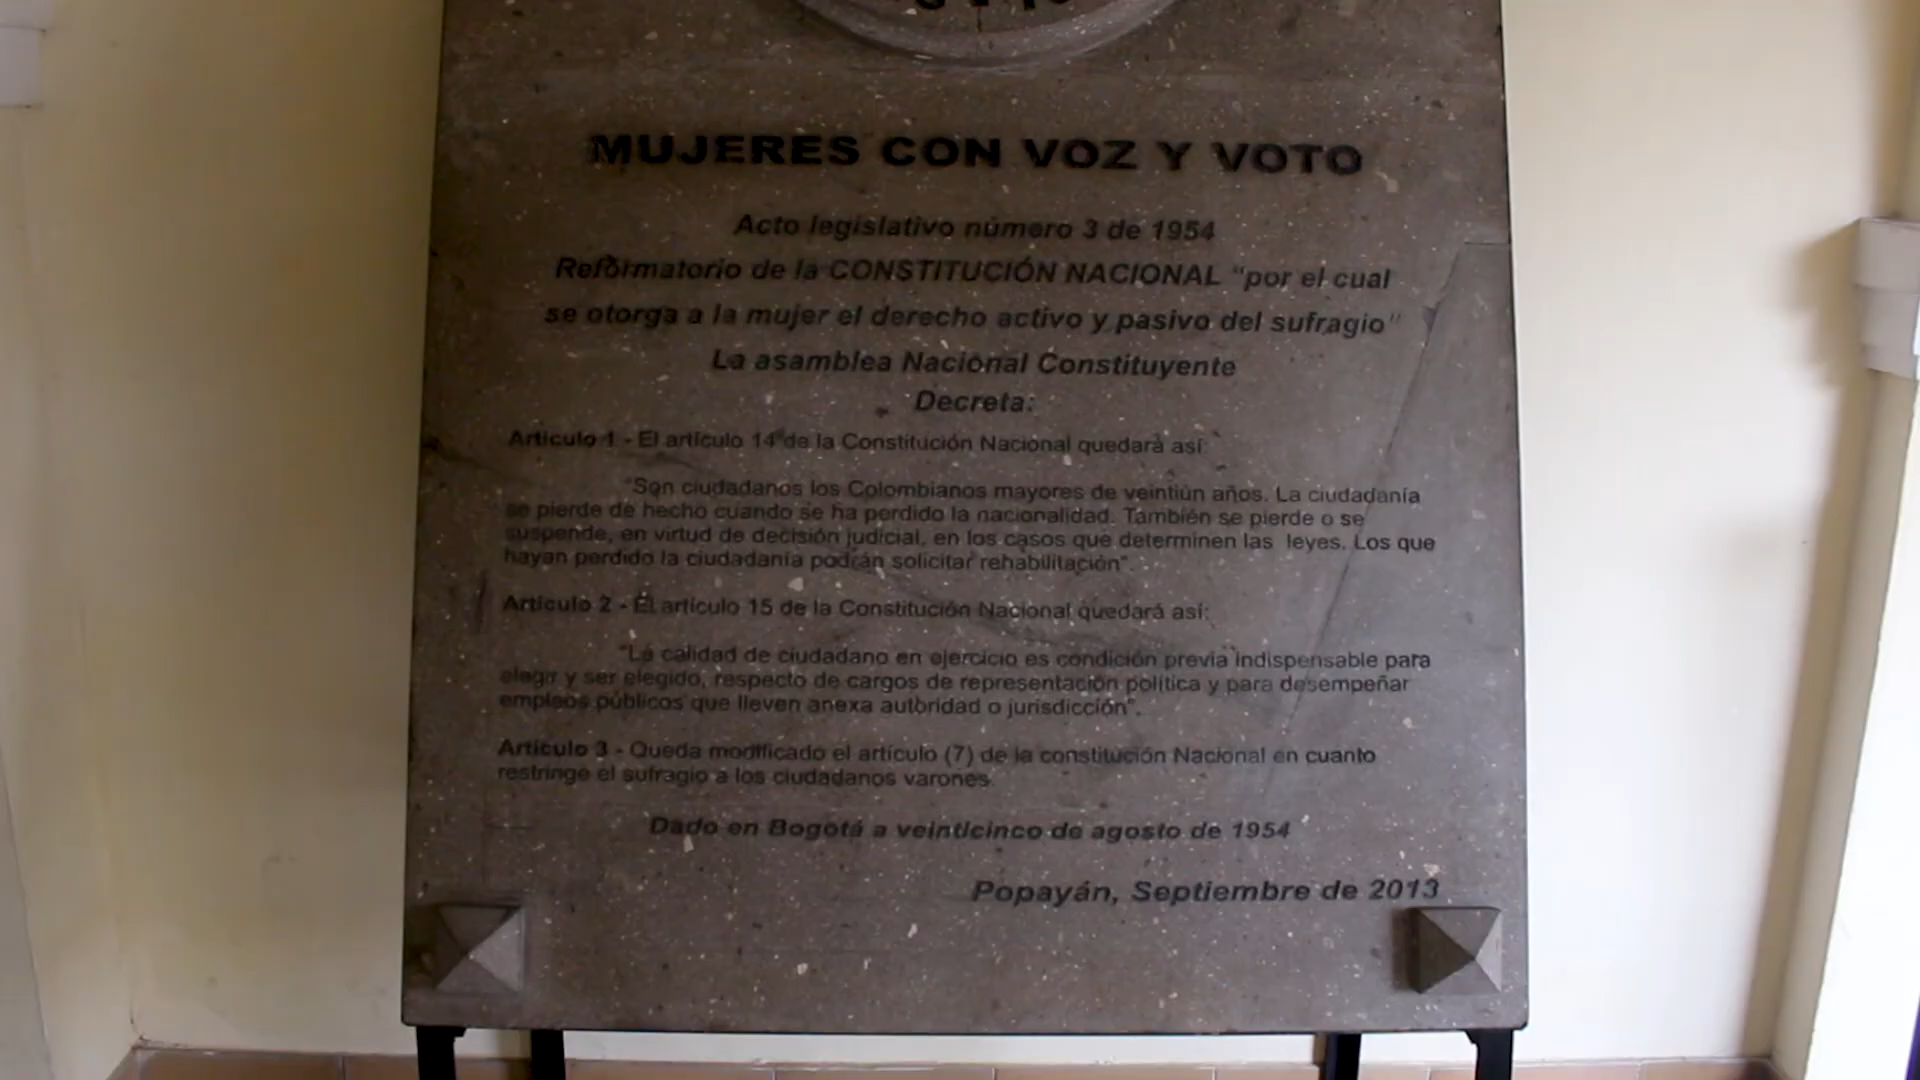 MUJERES CON VOZ Y VOTO
Acto legislativo número 3 de 1954
Reformatorio de la CONSTITUCIÓN NACIONAL "por el cual
se otorga a la mujer el derecho activo y pasivo del sufragio"
La asamblea Nacional Constituyente
Decreta:
Artículo 1 - El artículo 14 de la Constitución Nacional quedará así:
"Son ciudadanos los Colombianos mayores de veintiún años. La ciudadanía
se pierde de hecho cuando se ha perdido la nacionalidad. También se pierde o se
suspende, en virtud de decisión judicial, en los casos que determinen las leyes. Los que
hayan perdido la ciudadanía podrán solicitar rehabilitación".
Artículo 2 - El artículo 15 de la Constitución Nacional quedará así:
"La calidad de ciudadano en ejercicio es condición previa indispensable para
elegir y ser elegido, respecto de cargos de representación política y para desempeñar
empleos públicos que lleven anexa autoridad o jurisdicción".
Artículo 3 - Queda modificado el artículo (7) de la constitución Nacional en cuanto
restringe el sufragio a los ciudadanos varones.
Dado en Bogotá a veinticinco de agosto de 1954
Popayán, Septiembre de 2013